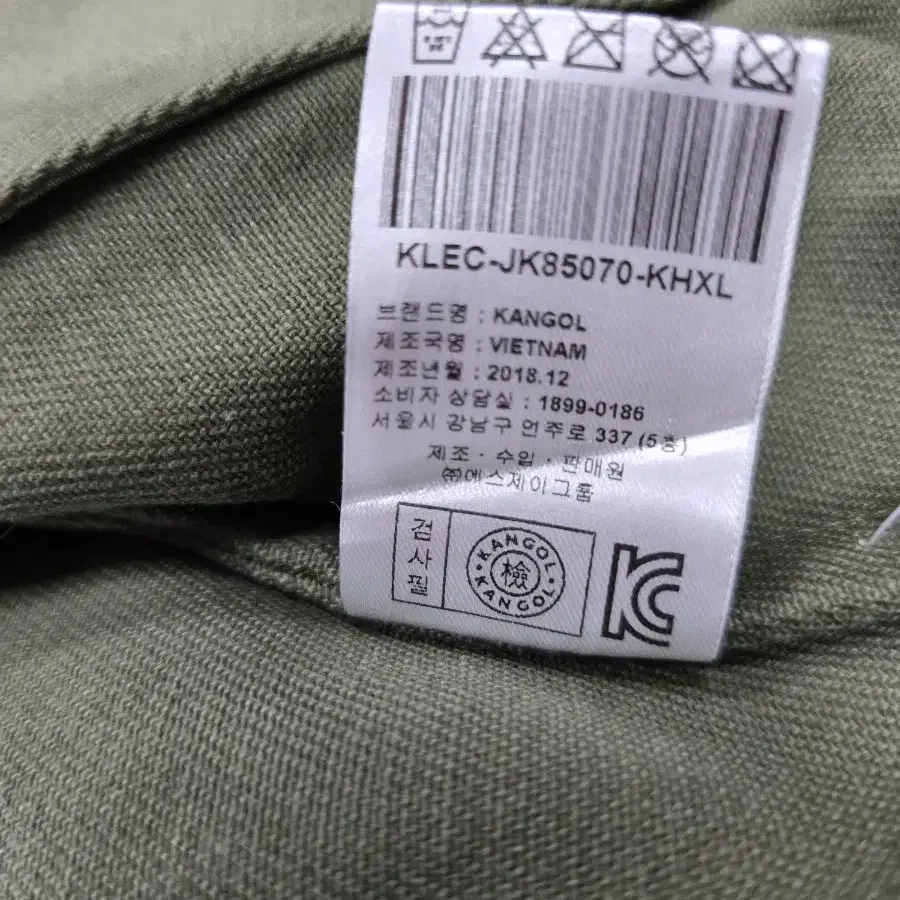 KLEC-JK85070-KHXL
브랜드명 : KANGOL
제조국명 : VIETNAM
제조년월 : 2018.12
소비자 상담실 : 1899-0186
서울시 강남구 언주로 337 (5층)
제조 · 수입 · 판매원
㈜에스제이그룹
검사필
KANGOL
檢
KANGOL
KC